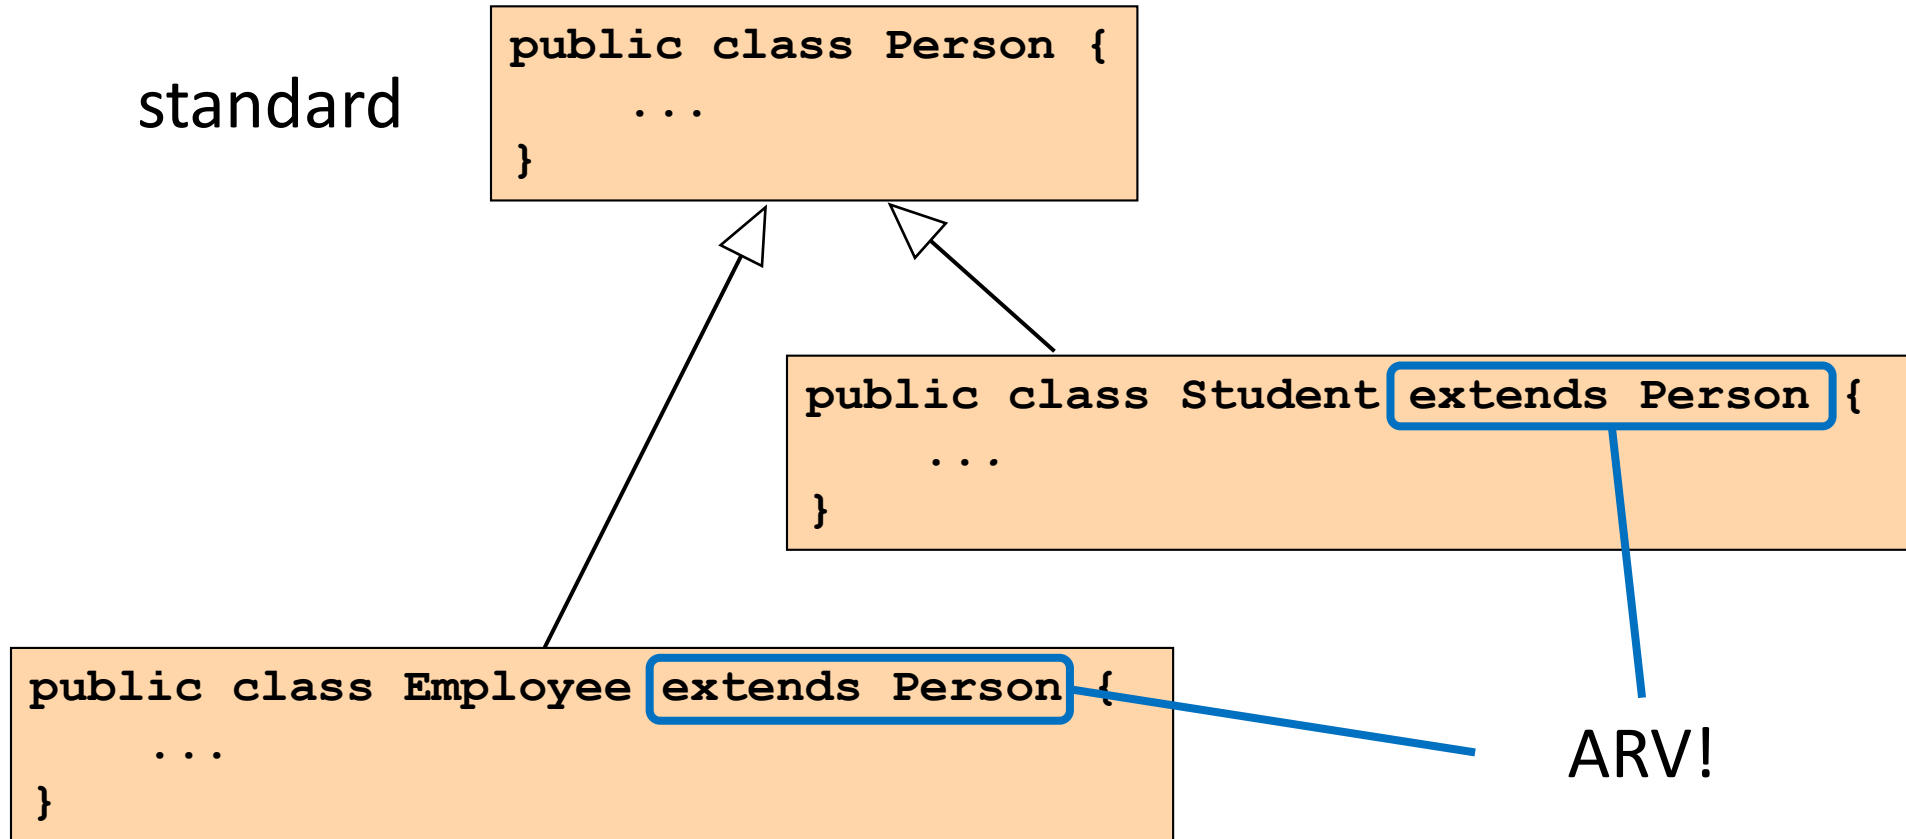 standard
public class Person {
...
}
public class Student extends Person {
...
}
public class Employee extends Person {
...
}
ARV!